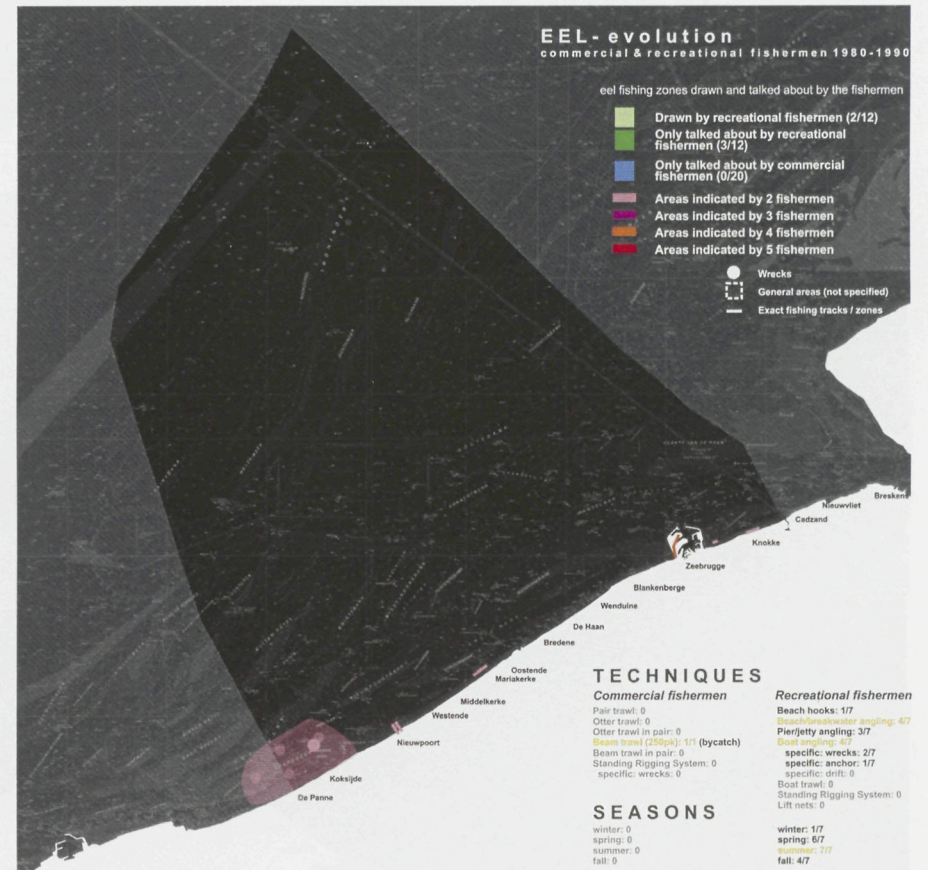 EEL- evolution
commercial & recreational fishermen 1980-1990
eel fishing zones drawn and talked about by the fishermen
Drawn by recreational fishermen (2/12)
Only talked about by recreational
fishermen (3/12)
Only talked about by commercial
fishermen (0/20)
Areas indicated by 2 fishermen
Areas indicated by 3 fishermen
Areas indicated by 4 fishermen
Areas indicated by 5 fishermen
Wrecks
General areas (not specified)
Exact fishing tracks / zones
Breskens
Nieuwvliet
Cadzand
Knokke
Zeebrugge
Blankenberge
Wenduine
De Haan
Bredene
Oostende
Mariakerke
Middelkerke
Westende
Nieuwpoort
Koksijde
De Panne
TECHNIQUES
Commercial fishermen
Pair trawl: 0
Otter trawl: 0
Otter trawl in pair: 0
Beam trawl (250pk): 1/1 (bycatch)
Beam trawl in pair: 0
Standing Rigging System: 0
specific: wrecks: 0
Recreational fishermen
Beach hooks: 1/7
Beach/breakwater angling: 4/7
Pier/jetty angling: 3/7
Boat angling: 4/7
specific: wrecks: 2/7
specific: anchor: 1/7
specific: drift: 0
Boat trawl: 0
Standing Rigging System: 0
Lift nets: 0
SEASONS
winter: 0
spring: 0
summer: 0
fall: 0
winter: 1/7
spring: 6/7
summer: 7/7
fall: 4/7